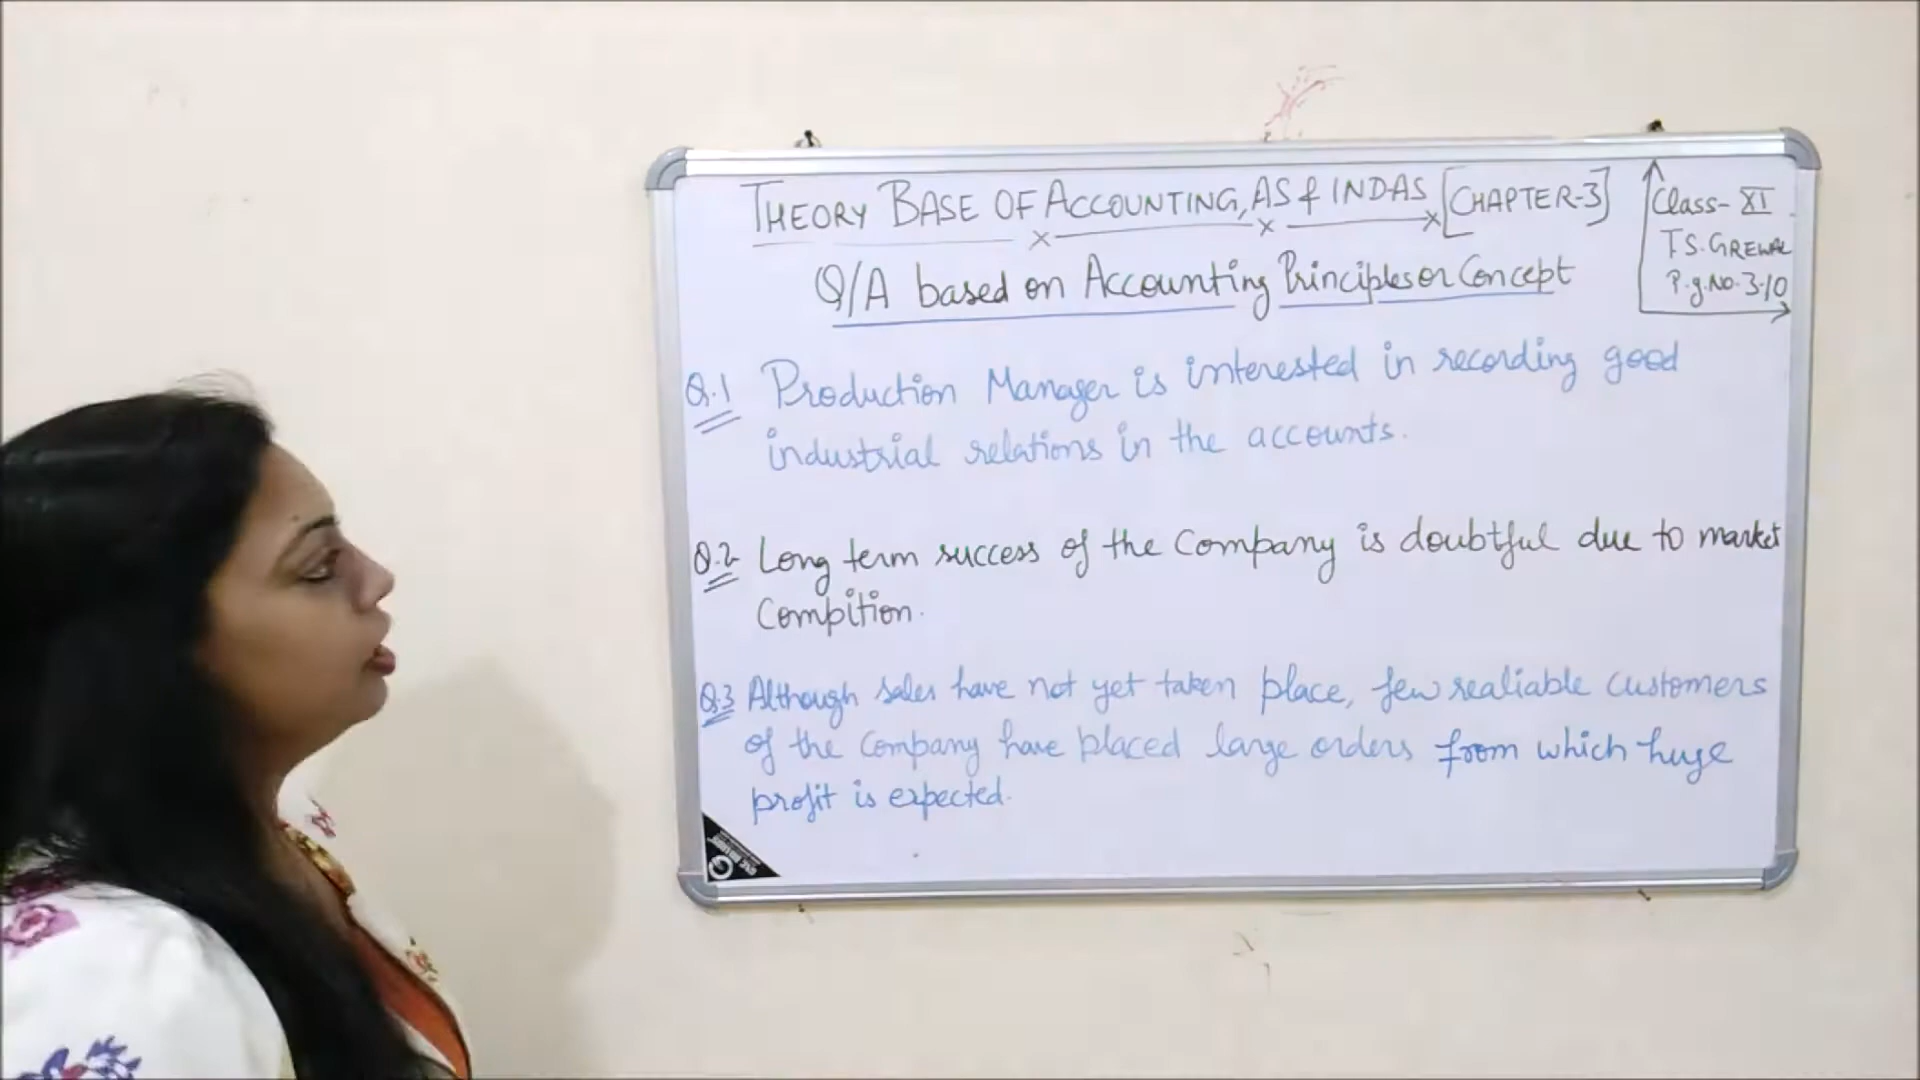 THEORY BASE OF ACCOUNTING, AS & IND-AS [CHAPTER-3]
Class- XI
T.S. GREWAL
P.g.No. 3.10
Q/A based on Accounting Principles or Concept
Q.1 Production Manager is interested in recording good
industrial relations in the accounts.
Q.2 Long term success of the Company is doubtful due to market
Compition.
Q.3 Although sales have not yet taken place, few realiable customers
of the Company have placed large orders from which huge
profit is expected.